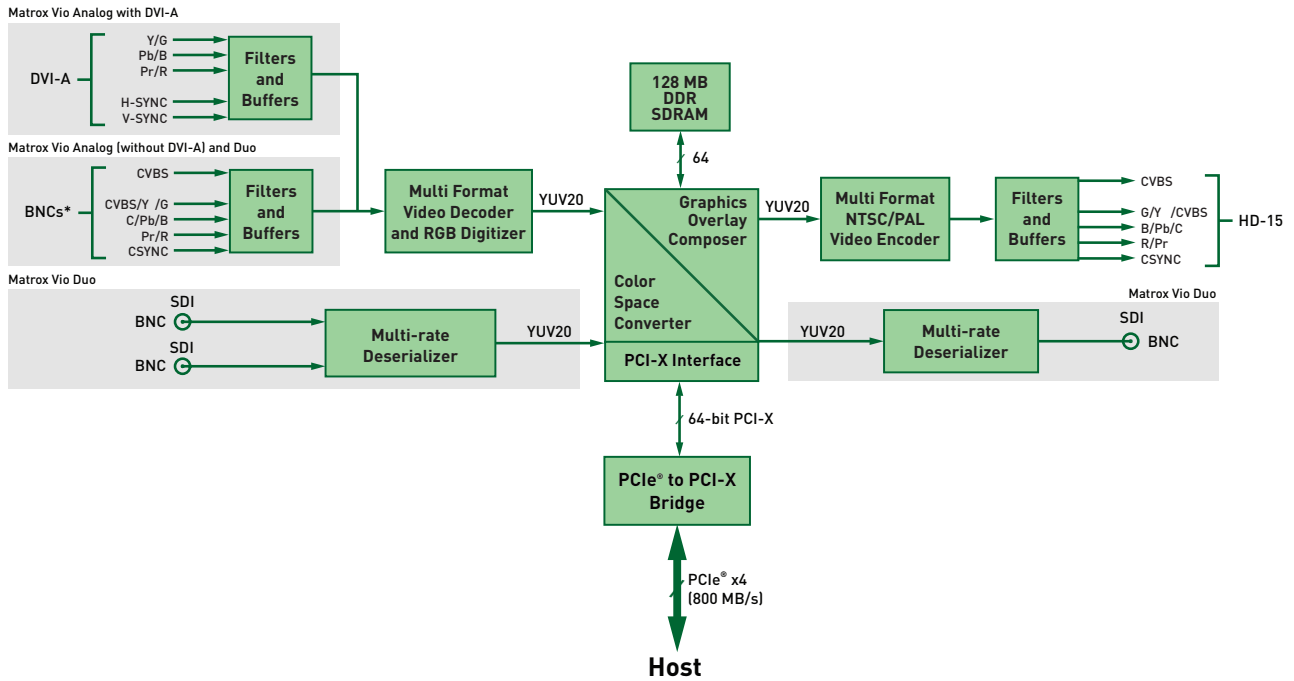 Matrox Vio Analog with DVI-A
DVI-A
Y/G
Pb/B
Pr/R
H-SYNC
V-SYNC
Filters
and
Buffers
Matrox Vio Analog (without DVI-A) and Duo
BNCs*
CVBS
CVBS/Y /G
C/Pb/B
Pr/R
CSYNC
Filters
and
Buffers
Multi Format
Video Decoder
and RGB Digitizer
YUV20
128 MB
DDR
SDRAM
64
Graphics
Overlay
Composer
Color
Space
Converter
PCI-X Interface
YUV20
Multi Format
NTSC/PAL
Video Encoder
Filters
and
Buffers
CVBS
G/Y /CVBS
B/Pb/C
R/Pr
CSYNC
HD-15
Matrox Vio Duo
SDI
BNC
SDI
BNC
Multi-rate
Deserializer
YUV20
Matrox Vio Duo
YUV20
Multi-rate
Deserializer
SDI
BNC
64-bit PCI-X
PCIe® to PCI-X
Bridge
PCIe® x4
(800 MB/s)
Host